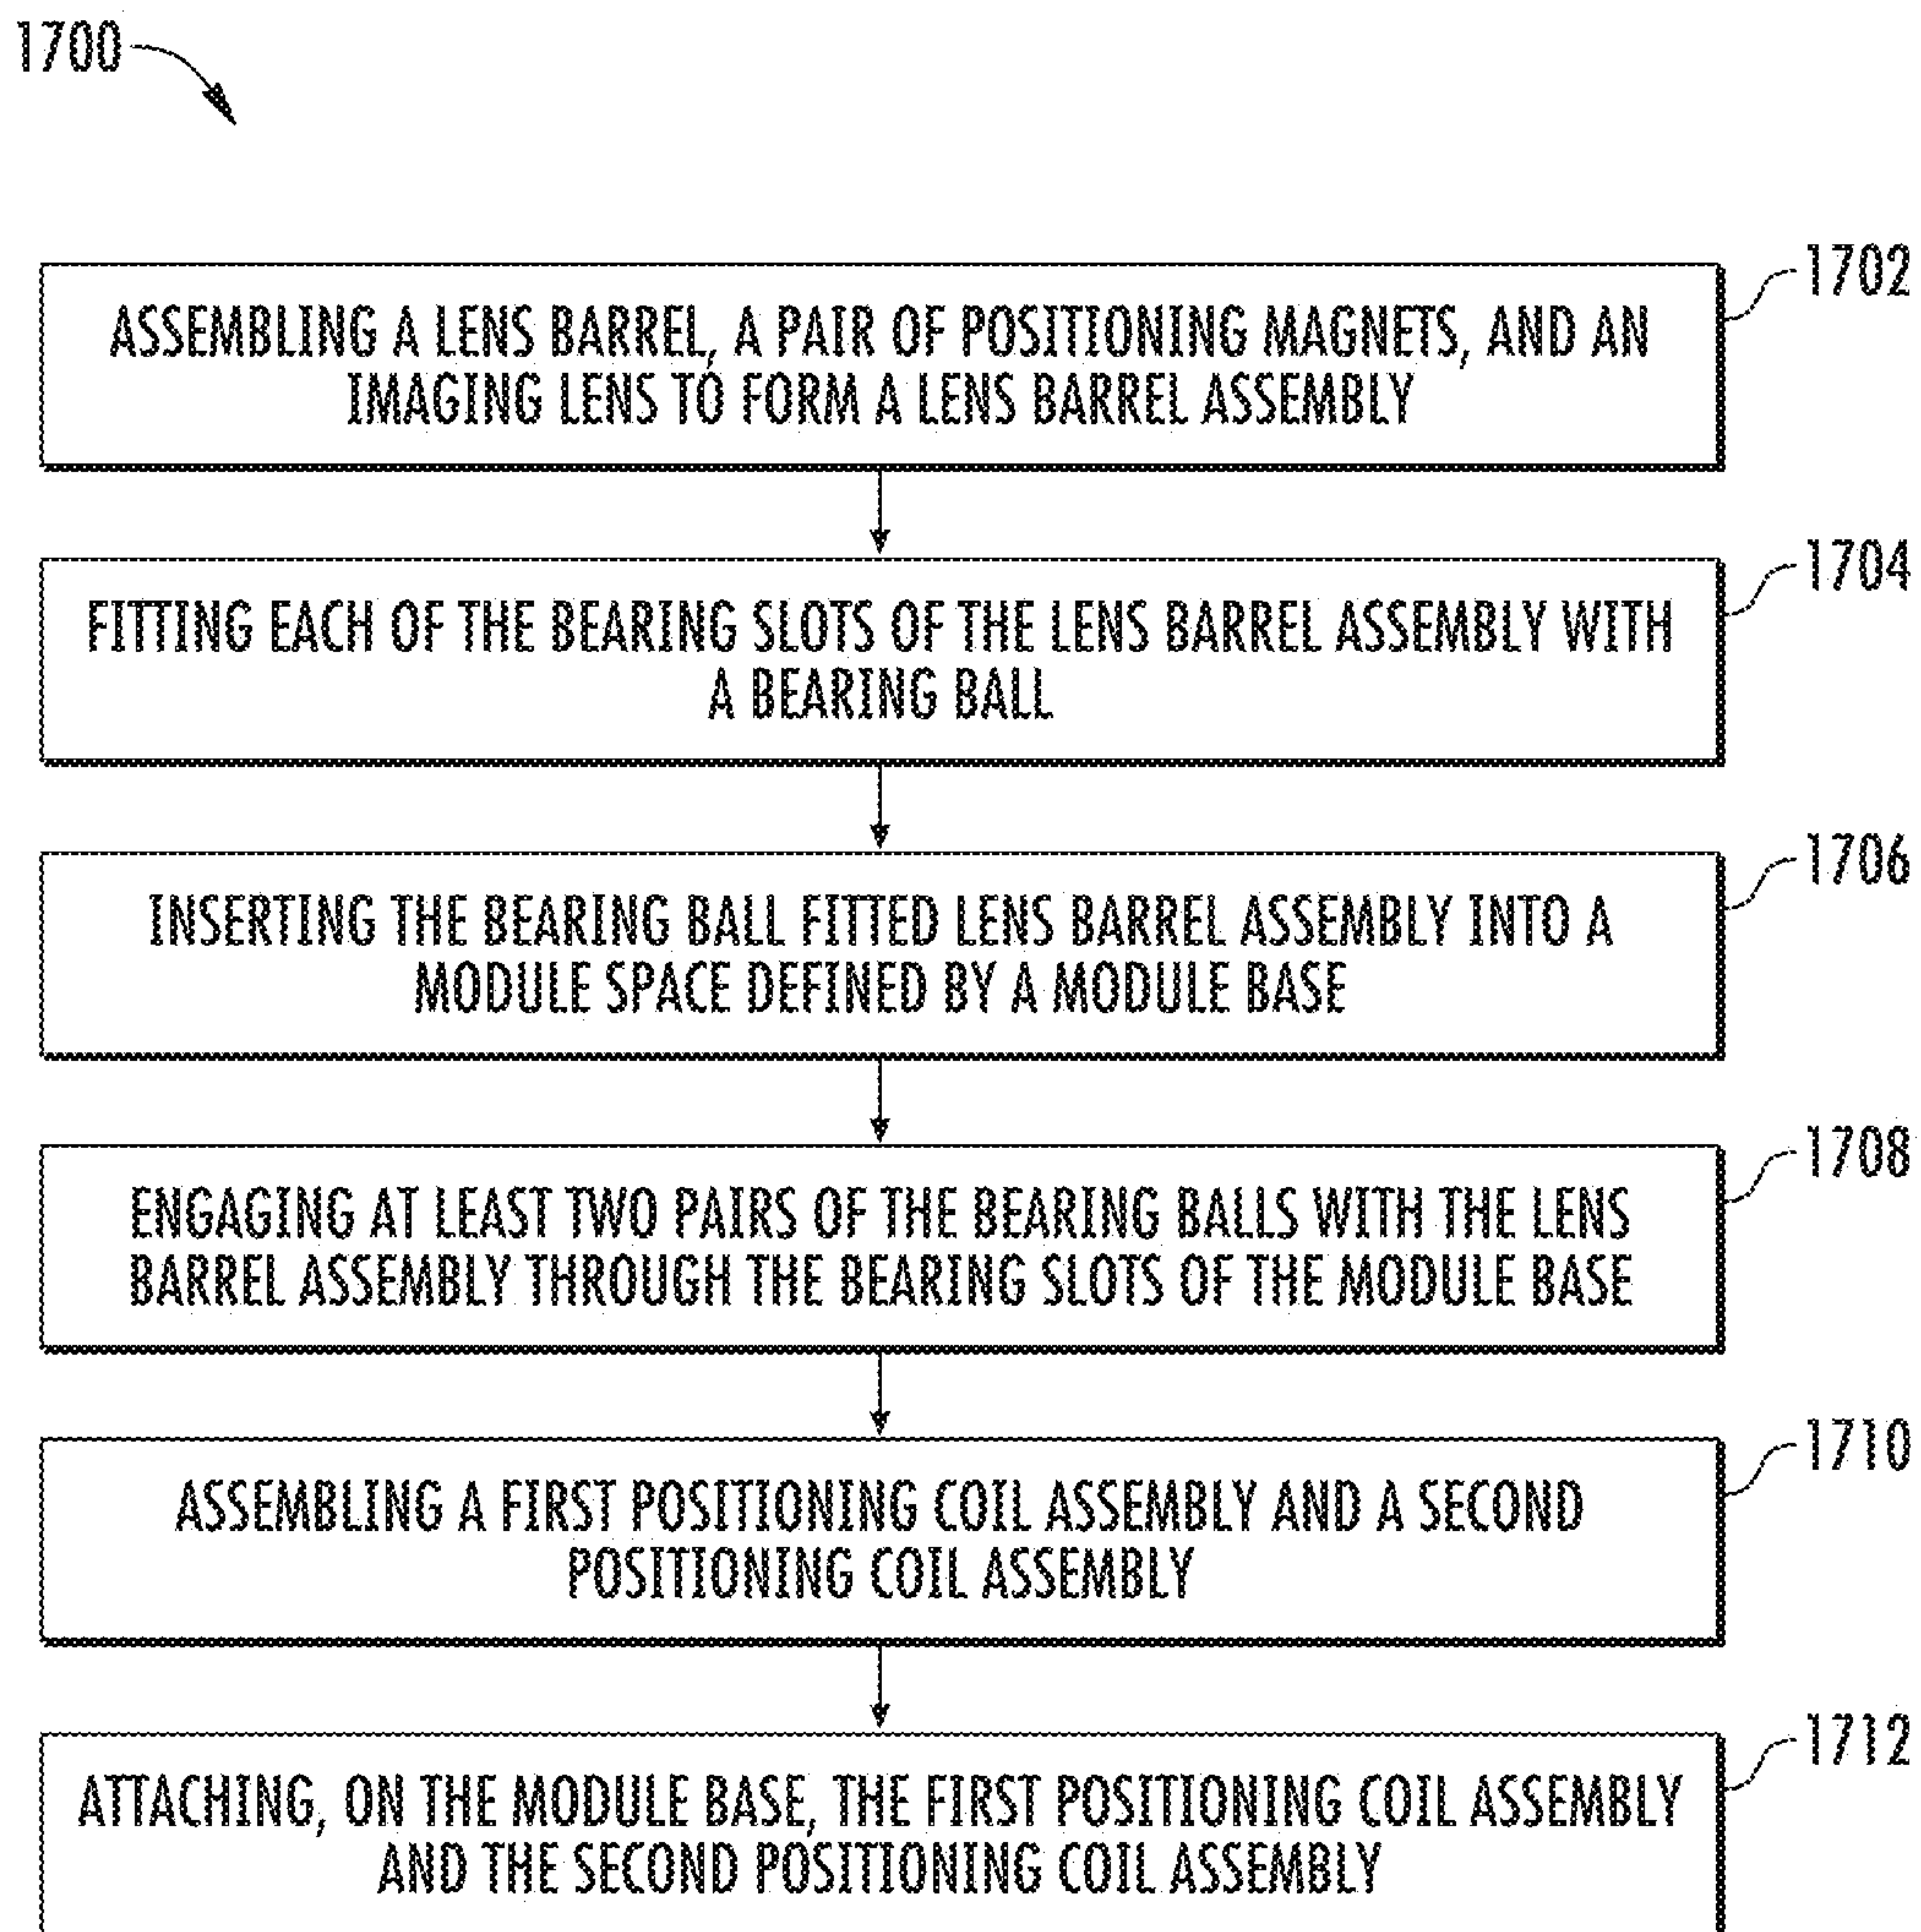 1700
1702
ASSEMBLING A LENS BARREL, A PAIR OF POSITIONING MAGNETS, AND AN
IMAGING LENS TO FORM A LENS BARREL ASSEMBLY
1704
FITTING EACH OF THE BEARING SLOTS OF THE LENS BARREL ASSEMBLY WITH
A BEARING BALL
1706
INSERTING THE BEARING BALL FITTED LENS BARREL ASSEMBLY INTO A
MODULE SPACE DEFINED BY A MODULE BASE
1708
ENGAGING AT LEAST TWO PAIRS OF THE BEARING BALLS WITH THE LENS
BARREL ASSEMBLY THROUGH THE BEARING SLOTS OF THE MODULE BASE
1710
ASSEMBLING A FIRST POSITIONING COIL ASSEMBLY AND A SECOND
POSITIONING COIL ASSEMBLY
1712
ATTACHING, ON THE MODULE BASE, THE FIRST POSITIONING COIL ASSEMBLY
AND THE SECOND POSITIONING COIL ASSEMBLY